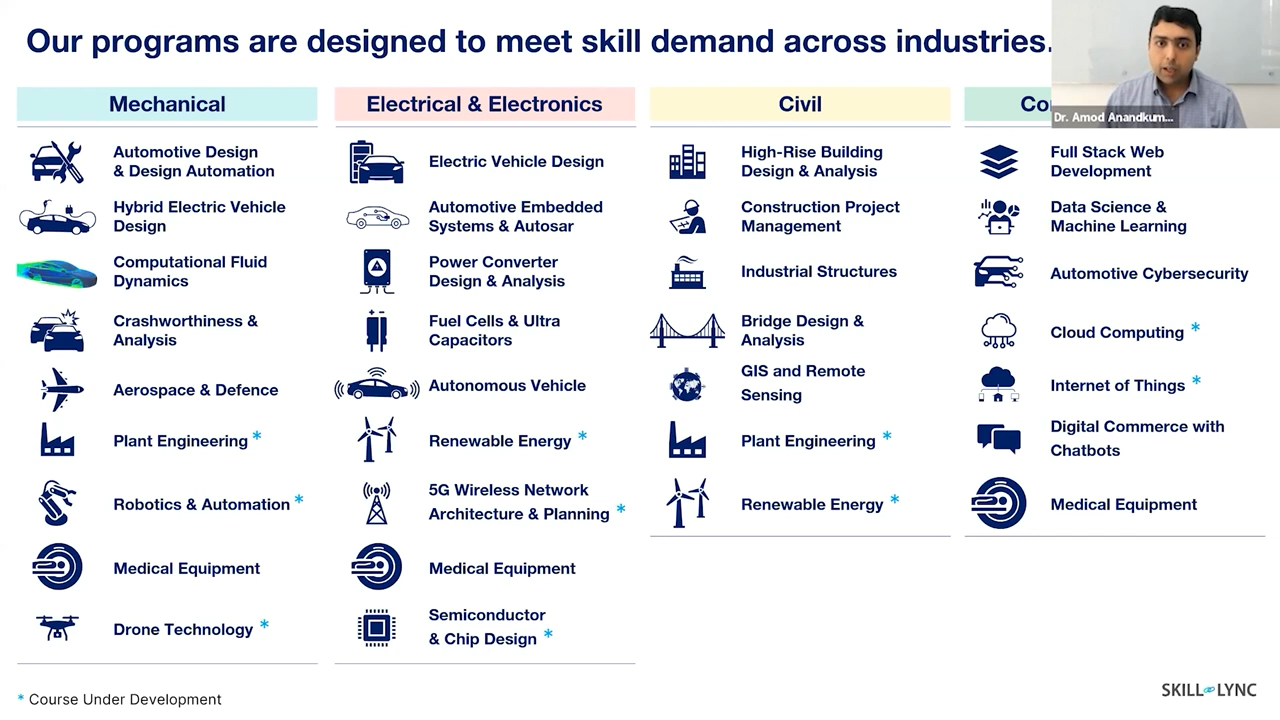 Our programs are designed to meet skill demand across industries.
Dr. Amod Anandkum...
Mechanical
Automotive Design
& Design Automation
Hybrid Electric Vehicle
Design
Computational Fluid
Dynamics
Crashworthiness &
Analysis
Aerospace & Defence
Plant Engineering *
Robotics & Automation *
Medical Equipment
Drone Technology *
Electrical & Electronics
Electric Vehicle Design
Automotive Embedded
Systems & Autosar
Power Converter
Design & Analysis
Fuel Cells & Ultra
Capacitors
Autonomous Vehicle
Renewable Energy *
5G Wireless Network
Architecture & Planning *
Medical Equipment
Semiconductor
& Chip Design *
Civil
High-Rise Building
Design & Analysis
Construction Project
Management
Industrial Structures
Bridge Design &
Analysis
GIS and Remote
Sensing
Plant Engineering *
Renewable Energy *
Full Stack Web
Development
Data Science &
Machine Learning
Automotive Cybersecurity
Cloud Computing *
Internet of Things *
Digital Commerce with
Chatbots
Medical Equipment
* Course Under Development
SKILL LYNC